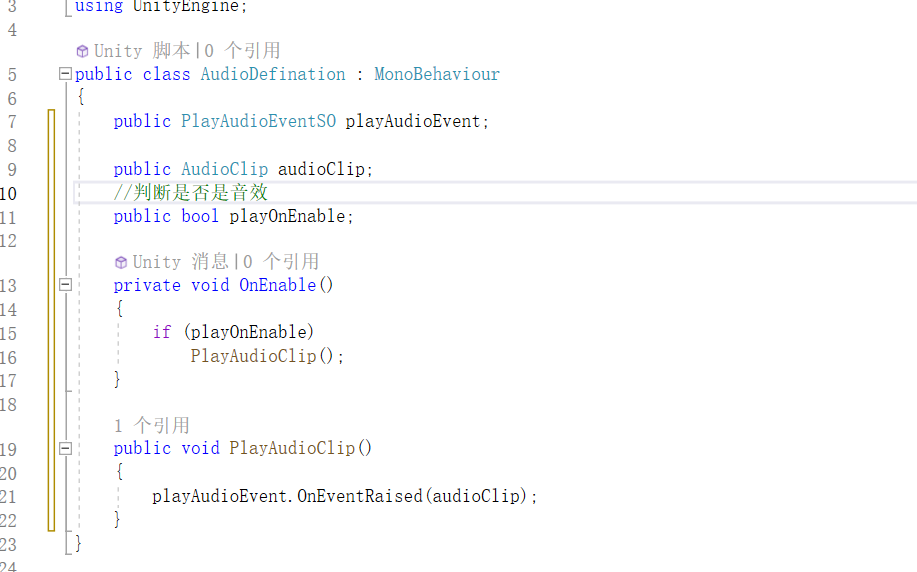 3 using UnityEngine;
4
Unity 脚本|0 个引用
5 public class AudioDefination : MonoBehaviour
6 {
7 public PlayAudioEventSO playAudioEvent;
8
9 public AudioClip audioClip;
10 //判断是否是音效
11 public bool playOnEnable;
12
Unity 消息|0 个引用
13 private void OnEnable()
14 {
15 if (playOnEnable)
16 PlayAudioClip();
17 }
18
1 个引用
19 public void PlayAudioClip()
20 {
21 playAudioEvent.OnEventRaised(audioClip);
22 }
23 }
24